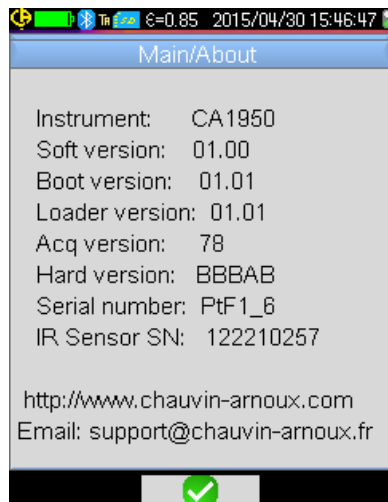 ε=0.85 2015/04/30 15:46:47
Main/About
Instrument: CA1950
Soft version: 01.00
Boot version: 01.01
Loader version: 01.01
Acq version: 78
Hard version: BBBAB
Serial number: PtF1_6
IR Sensor SN: 122210257
http://www.chauvin-arnoux.com
Email: support@chauvin-arnoux.fr